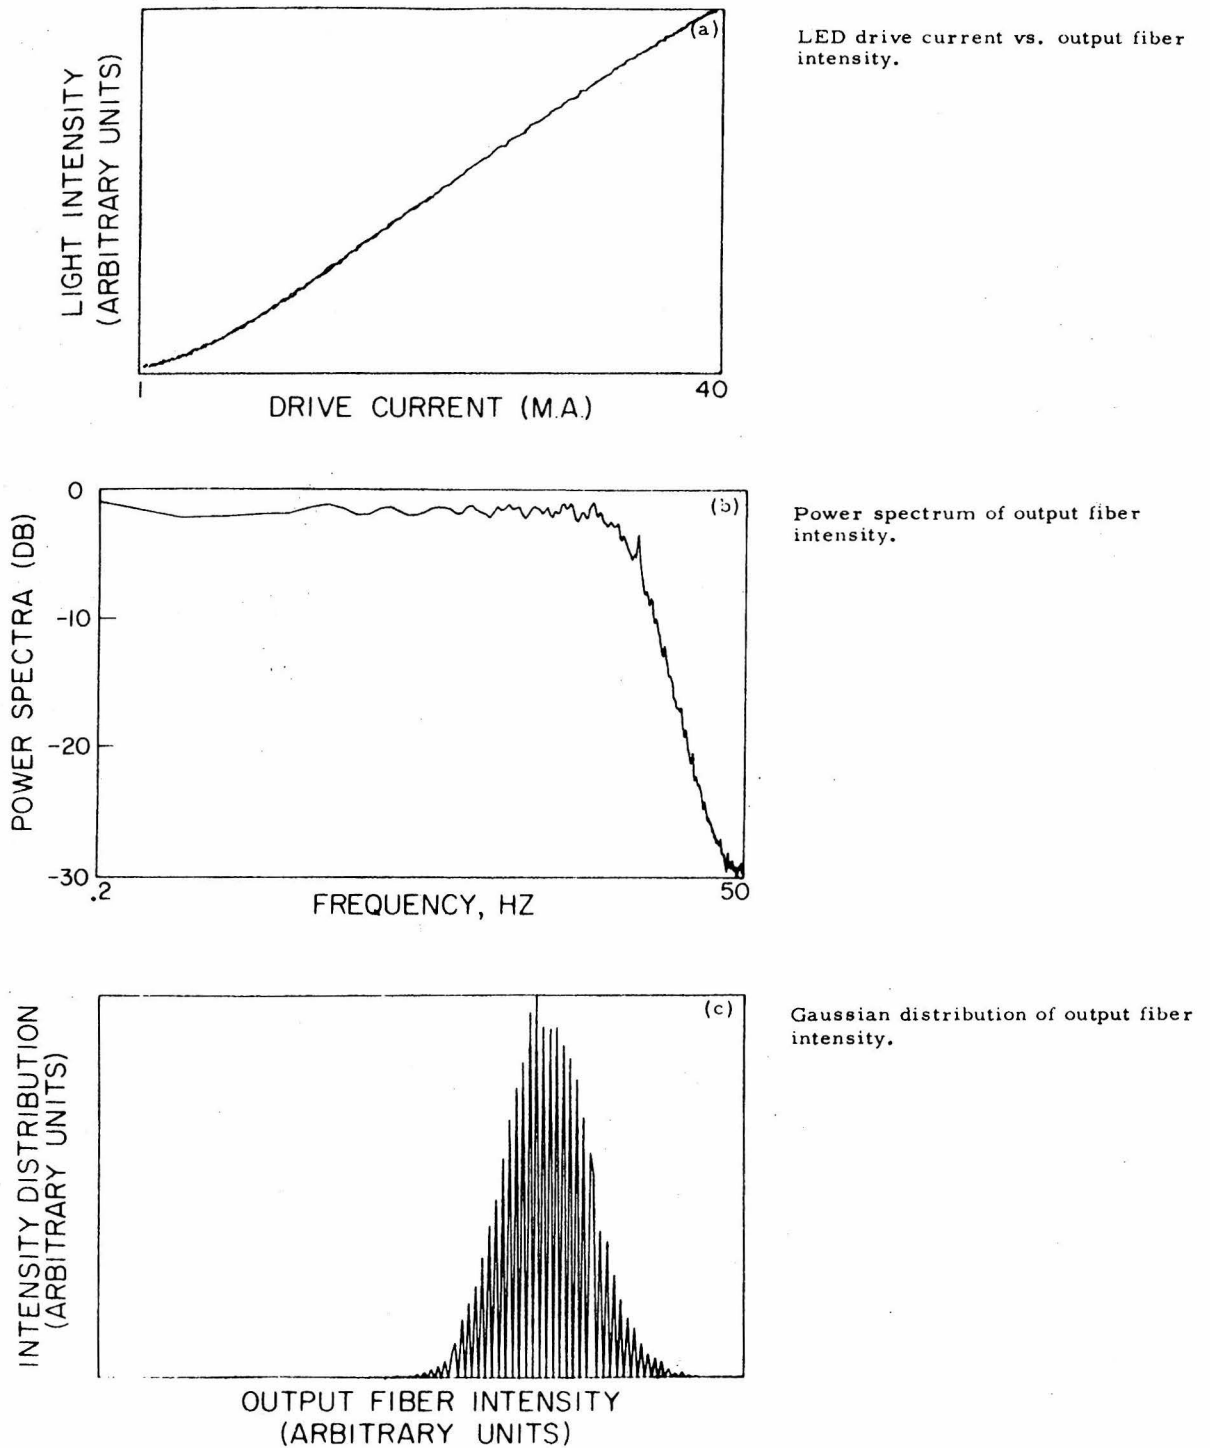 (a)
LED drive current vs. output fiber
intensity.
LIGHT INTENSITY
(ARBITRARY UNITS)
1
40
DRIVE CURRENT (M.A.)
0
(b)
Power spectrum of output fiber
intensity.
POWER SPECTRA (DB)
-10
-20
-30
.2
50
FREQUENCY, HZ
(c)
Gaussian distribution of output fiber
intensity.
INTENSITY DISTRIBUTION
(ARBITRARY UNITS)
OUTPUT FIBER INTENSITY
(ARBITRARY UNITS)